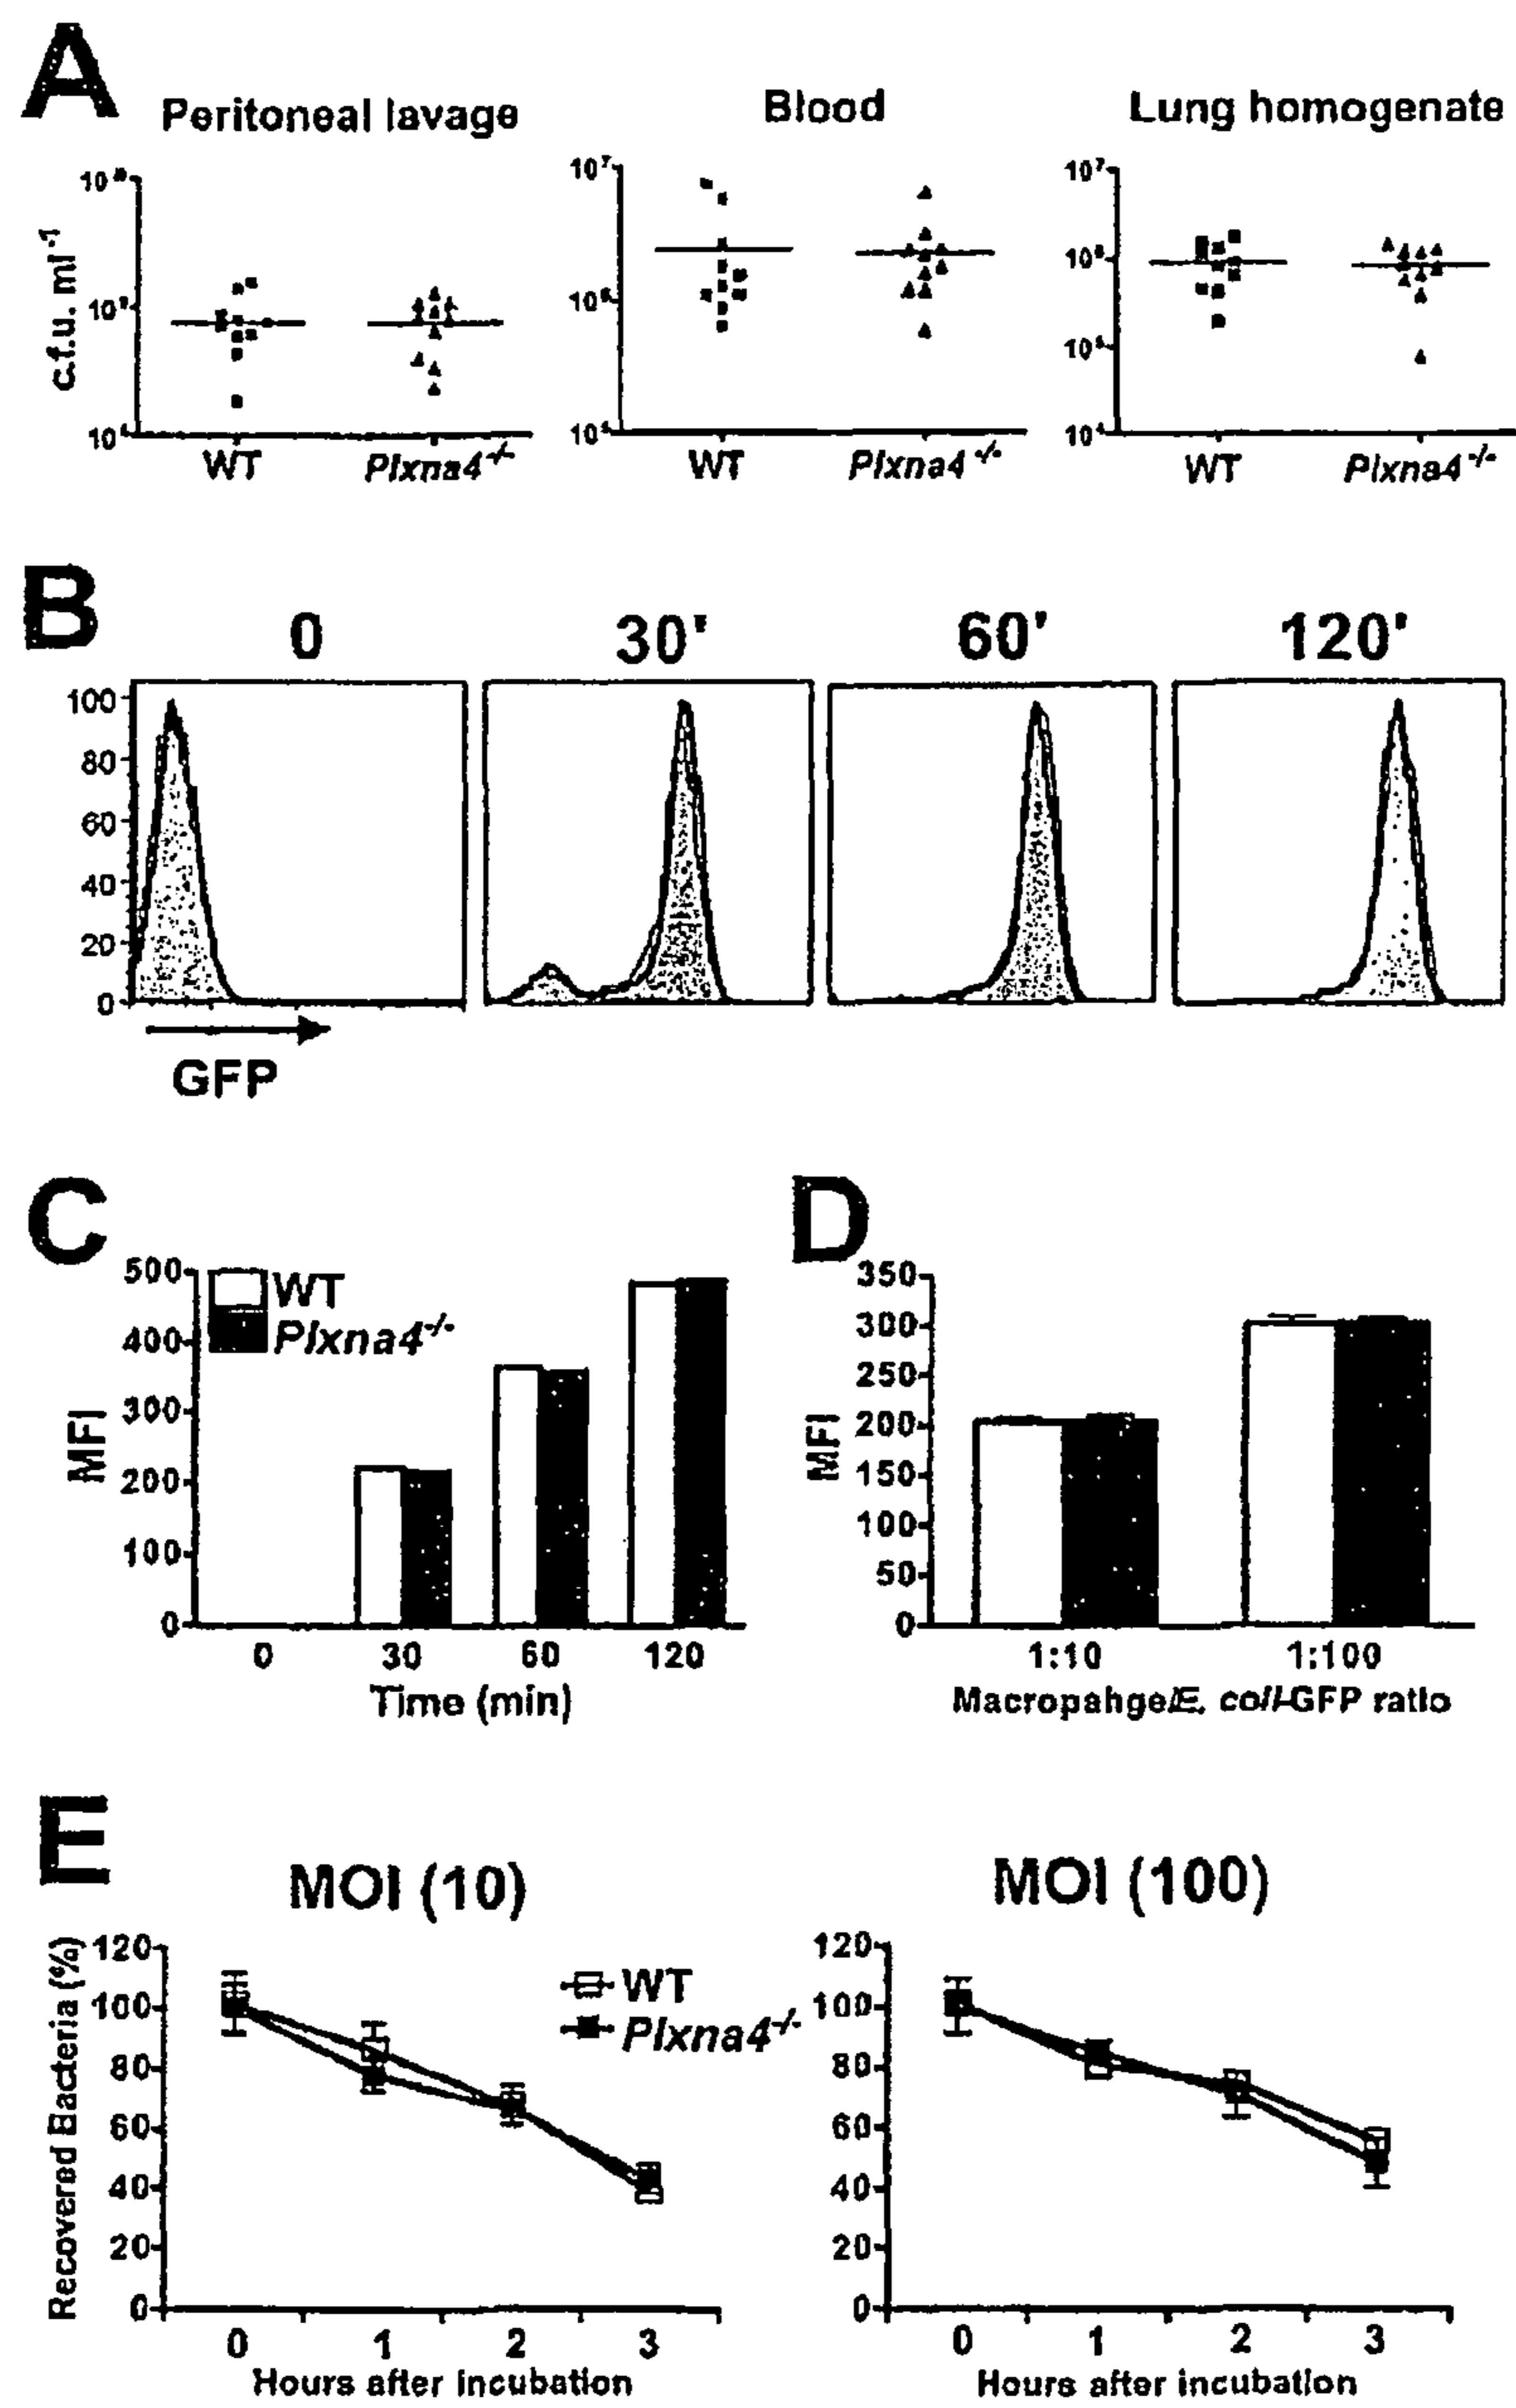 A
Peritoneal lavage
Blood
Lung homogenate
c.f.u. ml⁻¹
10⁷
10⁷
10⁷
10⁵
WT
Plxna4⁻/⁻
WT
Plxna4⁻/⁻
WT
Plxna4⁻/⁻
B
0
30'
60'
120'
100
80
60
40
20
0
GFP
C
500
400
300
200
100
0
MFI
WT
Plxna4⁻/⁻
0
30
60
120
Time (min)
D
350
300
250
200
150
100
50
0
MFI
1:10
1:100
Macropahge/E. coli-GFP ratio
E
MOI (10)
Recovered Bacteria (%)
120
100
80
60
40
20
0
WT
Plxna4⁻/⁻
0
1
2
3
Hours after incubation
MOI (100)
120
100
80
60
40
20
0
0
1
2
3
Hours after incubation